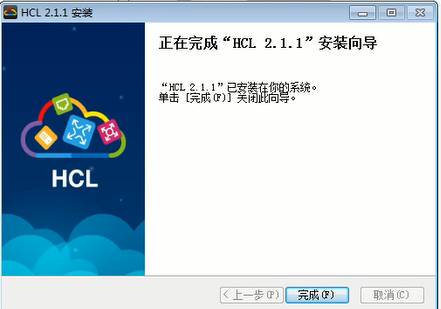 HCL 2.1.1 安装
正在完成“HCL 2.1.1”安装向导
“HCL 2.1.1”已安装在你的系统。
单击 [完成(F)] 关闭此向导。
HCL
< 上一步(P)
完成(F)
取消(C)